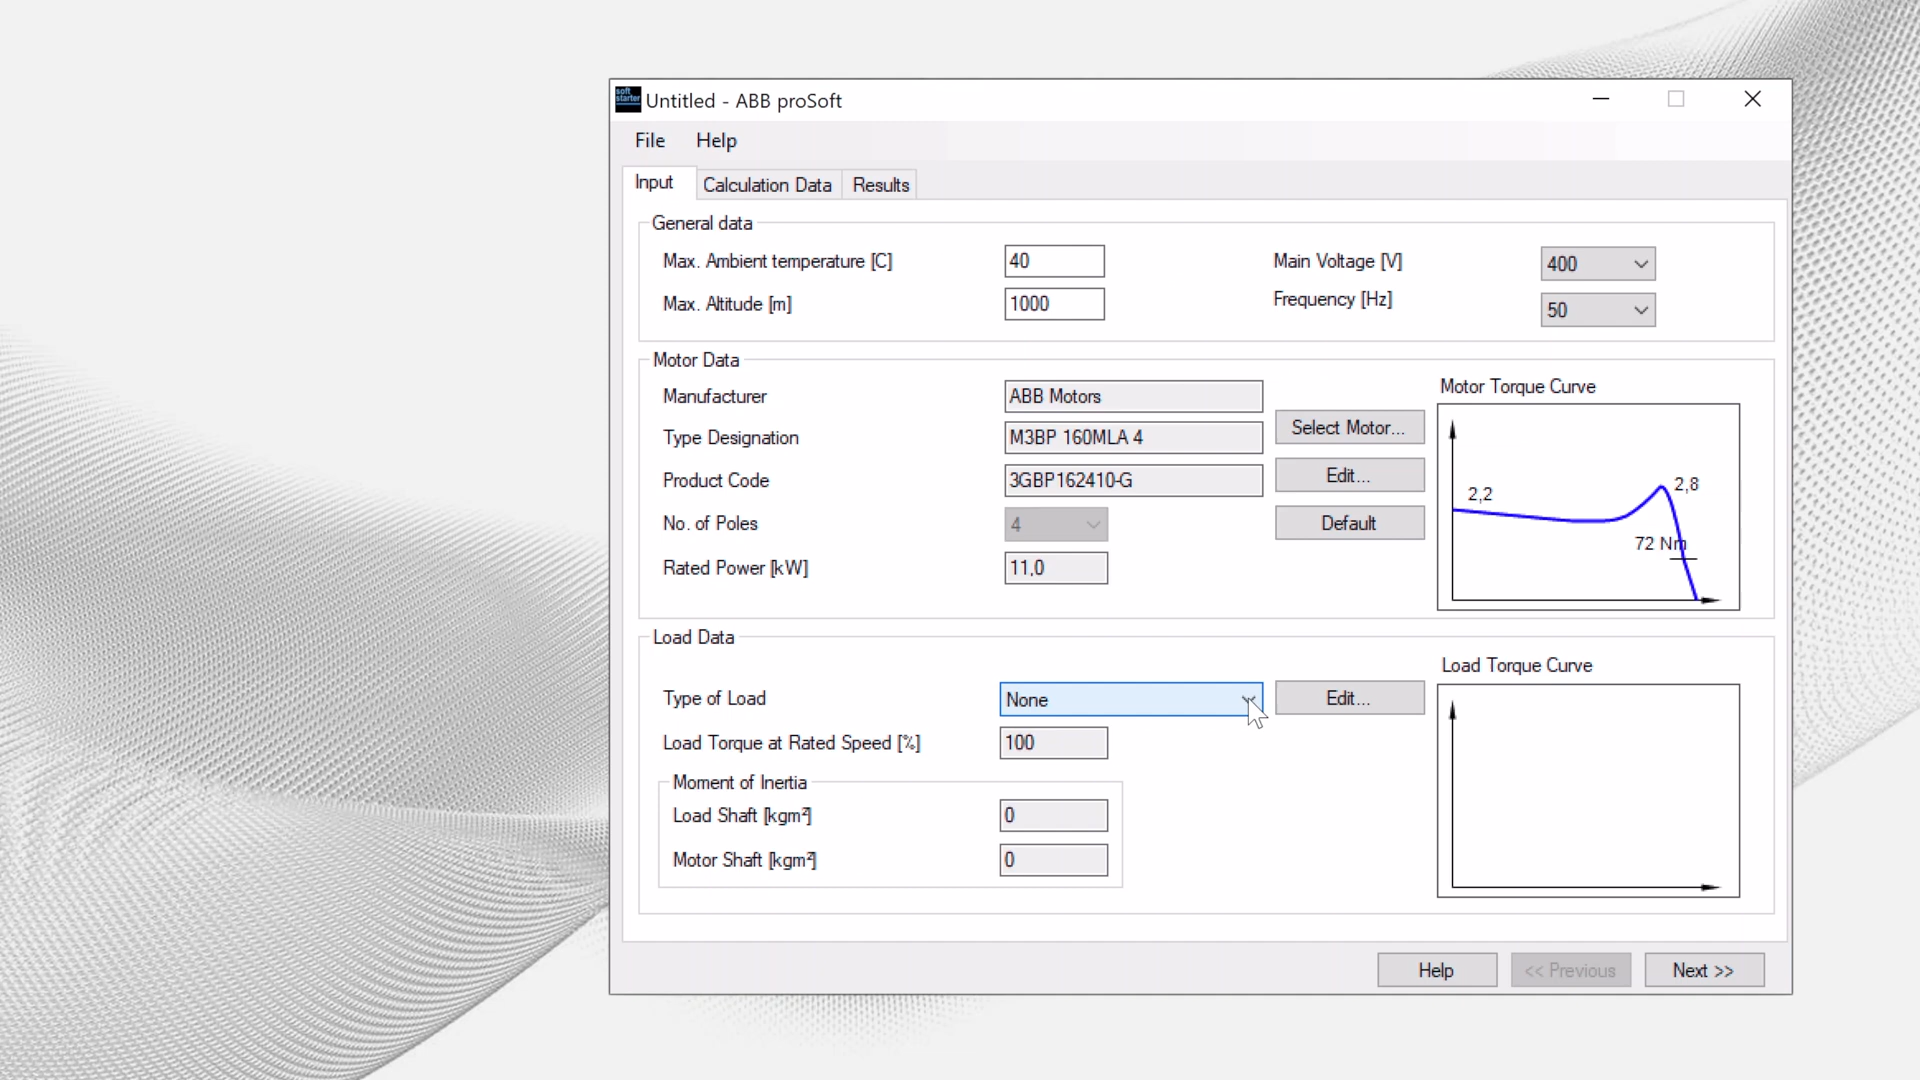 soft
starter
Untitled - ABB proSoft
File Help
Input Calculation Data Results
General data
Max. Ambient temperature [C] 40 Main Voltage [V] 400
Max. Altitude [m] 1000 Frequency [Hz] 50
Motor Data
Manufacturer ABB Motors Motor Torque Curve
Type Designation M3BP 160MLA 4 Select Motor...
Product Code 3GBP162410-G Edit... 2,2 2,8
No. of Poles 4 Default 72 Nm
Rated Power [kW] 11,0
Load Data
Load Torque Curve
Type of Load None Edit...
Load Torque at Rated Speed [%] 100
Moment of Inertia
Load Shaft [kgm²] 0
Motor Shaft [kgm²] 0
Help << Previous Next >>